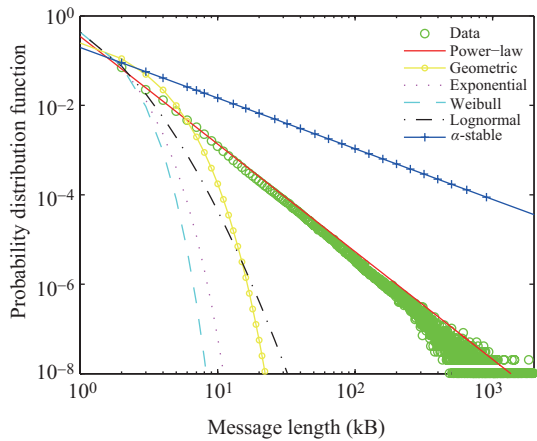 Probability distribution function
10^0
10^−2
10^−4
10^−6
10^−8
10^0
10^1
10^2
10^3
Message length (kB)
Data
Power−law
Geometric
Exponential
Weibull
Lognormal
α-stable